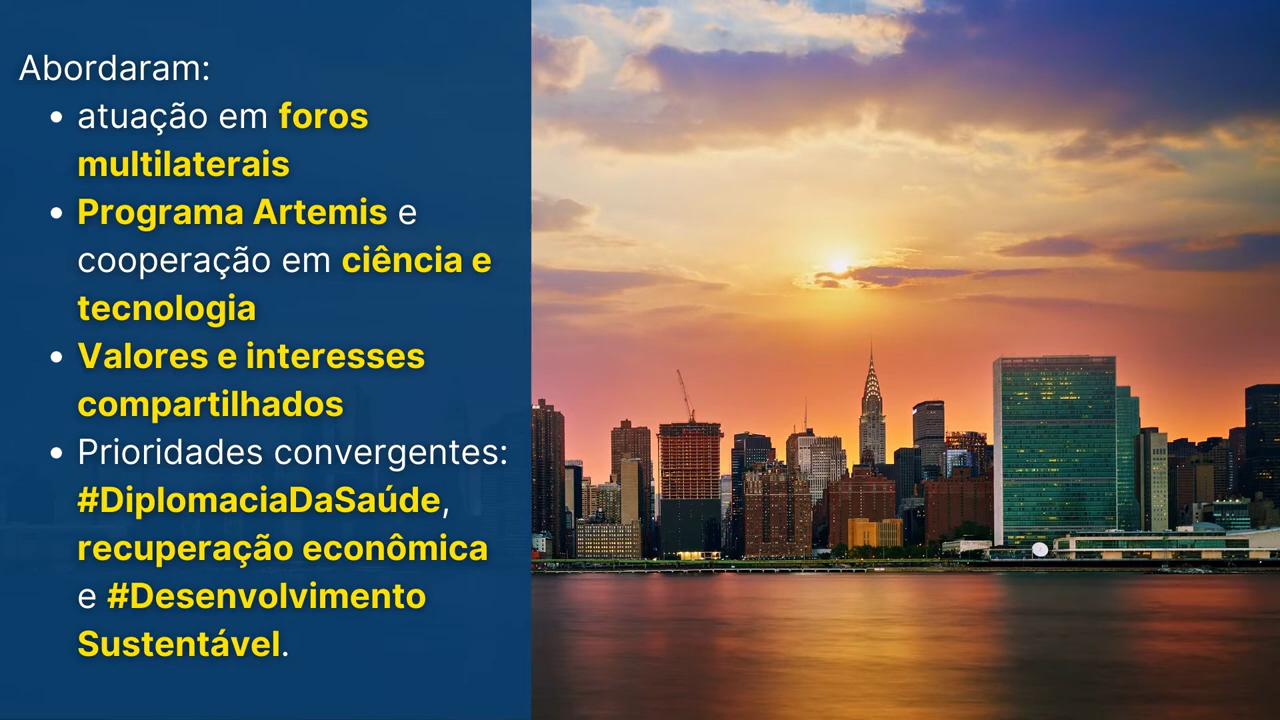 Abordaram:
• atuação em foros
multilaterais
• Programa Artemis e
cooperação em ciência e
tecnologia
• Valores e interesses
compartilhados
• Prioridades convergentes:
#DiplomaciaDaSaúde,
recuperação econômica
e #Desenvolvimento
Sustentável.